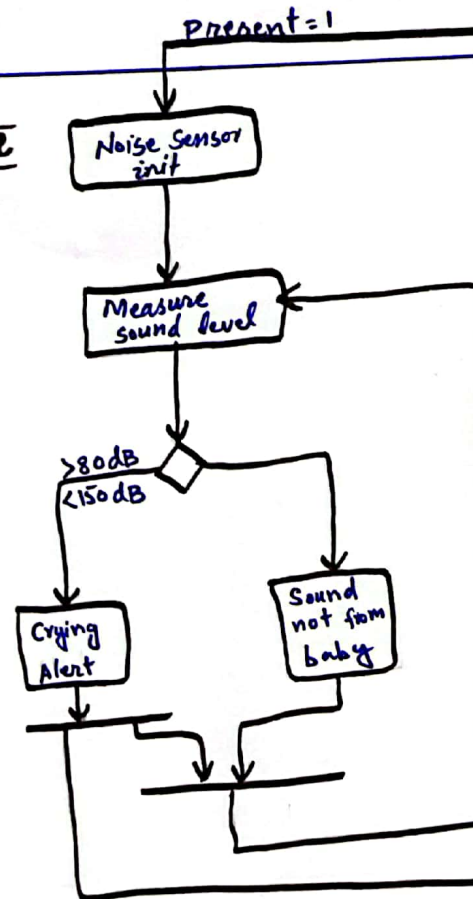 Present=1
Noise Sensor
init
Measure
sound level
>80dB
<150dB
Crying
Alert
Sound
not from
baby